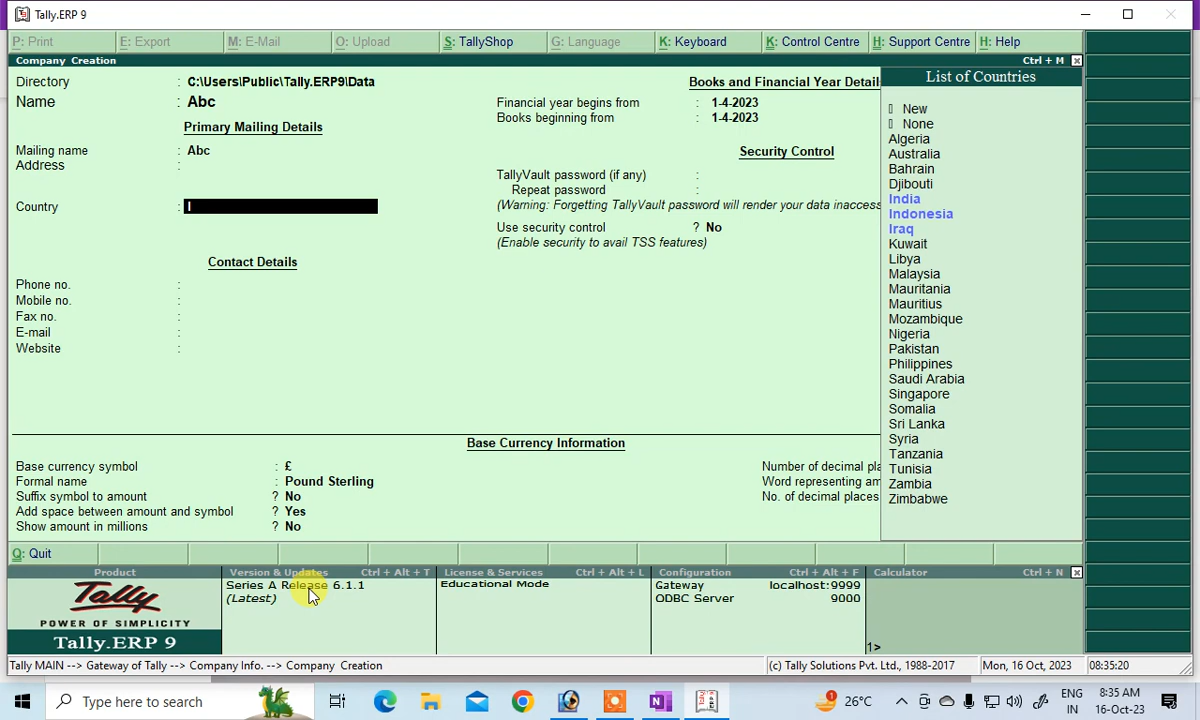 Tally.ERP 9
P: Print E: Export M: E-Mail O: Upload S: TallyShop G: Language K: Keyboard K: Control Centre H: Support Centre H: Help
Company Creation Ctrl + M
Directory : C:\Users\Public\Tally.ERP9\Data
Name : Abc
Primary Mailing Details
Mailing name : Abc
Address :
Country : I
Contact Details
Phone no. :
Mobile no. :
Fax no. :
E-mail :
Website :
Books and Financial Year Detail
Financial year begins from : 1-4-2023
Books beginning from : 1-4-2023
Security Control
TallyVault password (if any) :
Repeat password :
(Warning: Forgetting TallyVault password will render your data inaccess
Use security control ? No
(Enable security to avail TSS features)
List of Countries
New
None
Algeria
Australia
Bahrain
Djibouti
India
Indonesia
Iraq
Kuwait
Libya
Malaysia
Mauritania
Mauritius
Mozambique
Nigeria
Pakistan
Philippines
Saudi Arabia
Singapore
Somalia
Sri Lanka
Syria
Tanzania
Tunisia
Zambia
Zimbabwe
Base Currency Information
Base currency symbol : £
Formal name : Pound Sterling
Suffix symbol to amount ? No
Add space between amount and symbol ? Yes
Show amount in millions ? No
Number of decimal pla
Word representing am
No. of decimal places
Q: Quit
Product
Tally
POWER OF SIMPLICITY
Tally.ERP 9
Version & Updates Ctrl + Alt + T
Series A Release 6.1.1
(Latest)
License & Services Ctrl + Alt + L
Educational Mode
Configuration Ctrl + Alt + F
Gateway localhost:9999
ODBC Server 9000
Calculator Ctrl + N
1>
Tally MAIN --> Gateway of Tally --> Company Info. --> Company Creation (c) Tally Solutions Pvt. Ltd., 1988-2017 Mon, 16 Oct, 2023 08:35:20
Type here to search
1
26°C
ENG
IN
8:35 AM
16-Oct-23